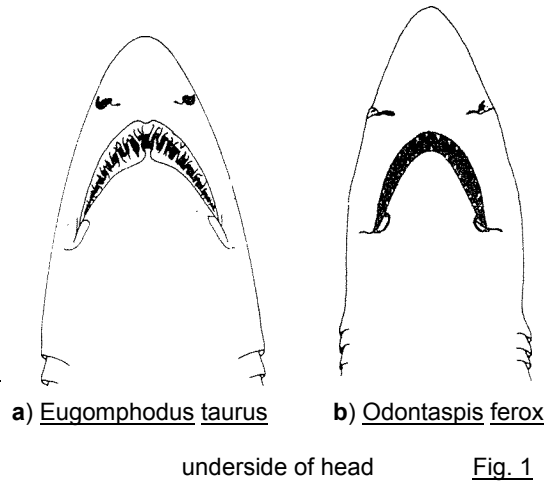 a) Eugomphodus taurus b) Odontaspis ferox
underside of head Fig. 1